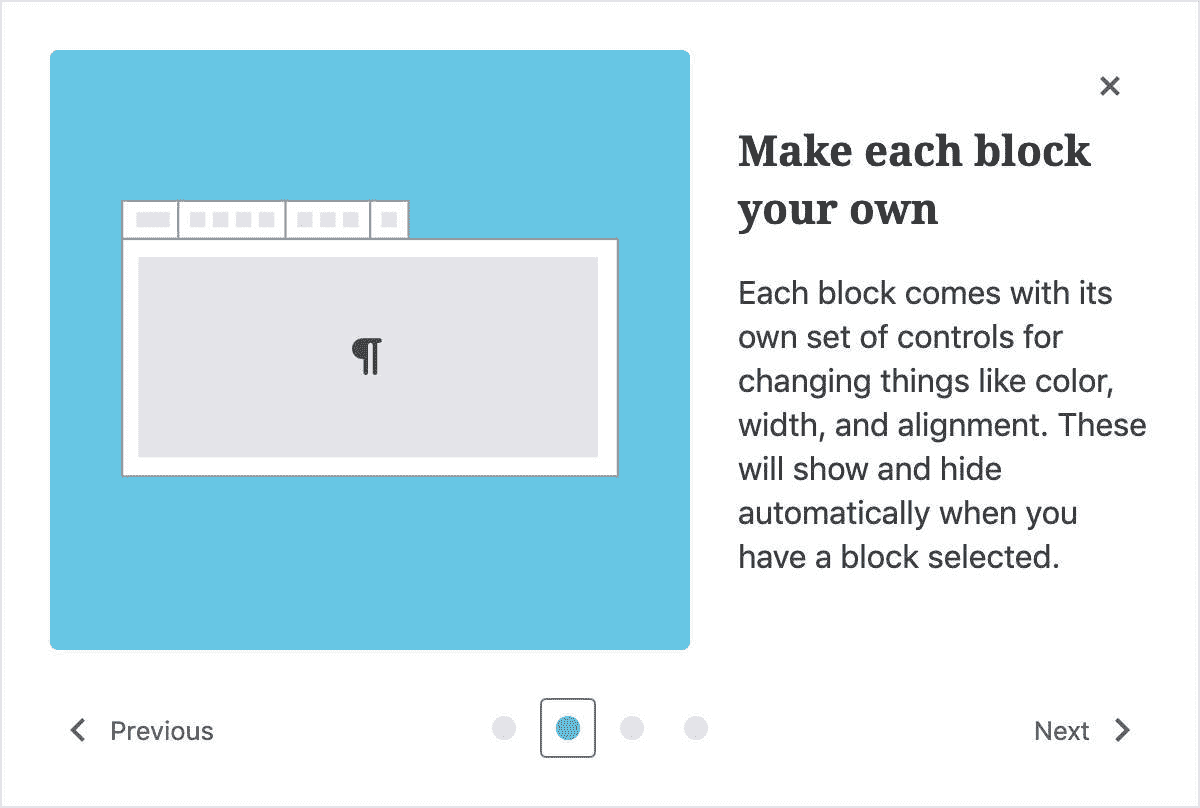 Make each block
your own
Each block comes with its
own set of controls for
changing things like color,
width, and alignment. These
will show and hide
automatically when you
have a block selected.
¶
Previous
Next